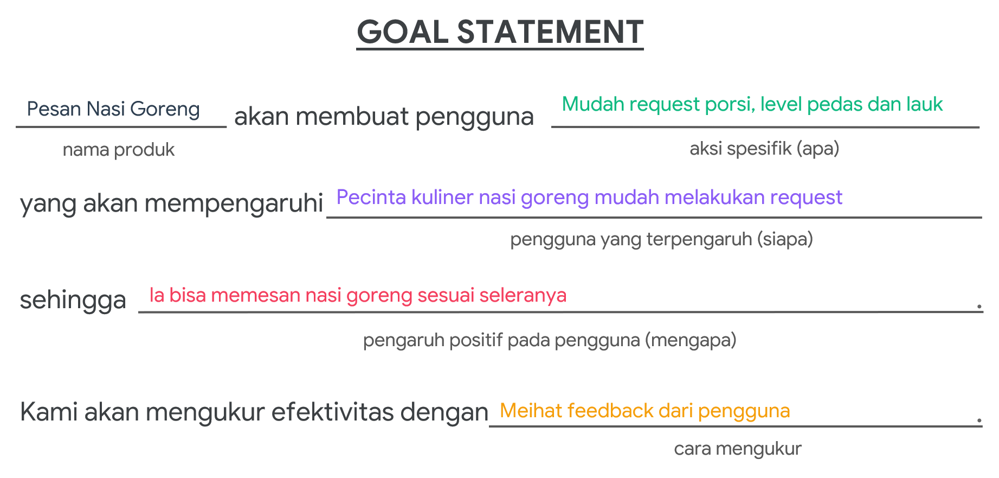 GOAL STATEMENT
Pesan Nasi Goreng akan membuat pengguna Mudah request porsi, level pedas dan lauk
nama produk aksi spesifik (apa)
yang akan mempengaruhi Pecinta kuliner nasi goreng mudah melakukan request
pengguna yang terpengaruh (siapa)
sehingga Ia bisa memesan nasi goreng sesuai seleranya .
pengaruh positif pada pengguna (mengapa)
Kami akan mengukur efektivitas dengan Meihat feedback dari pengguna .
cara mengukur